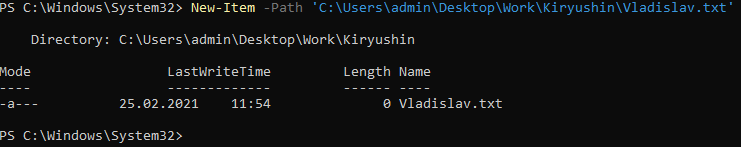 PS C:\Windows\System32> New-Item -Path 'C:\Users\admin\Desktop\Work\Kiryushin\Vladislav.txt'
Directory: C:\Users\admin\Desktop\Work\Kiryushin
Mode                 LastWriteTime         Length Name
----                 -------------         ------ ----
-a---          25.02.2021    11:54              0 Vladislav.txt
PS C:\Windows\System32>